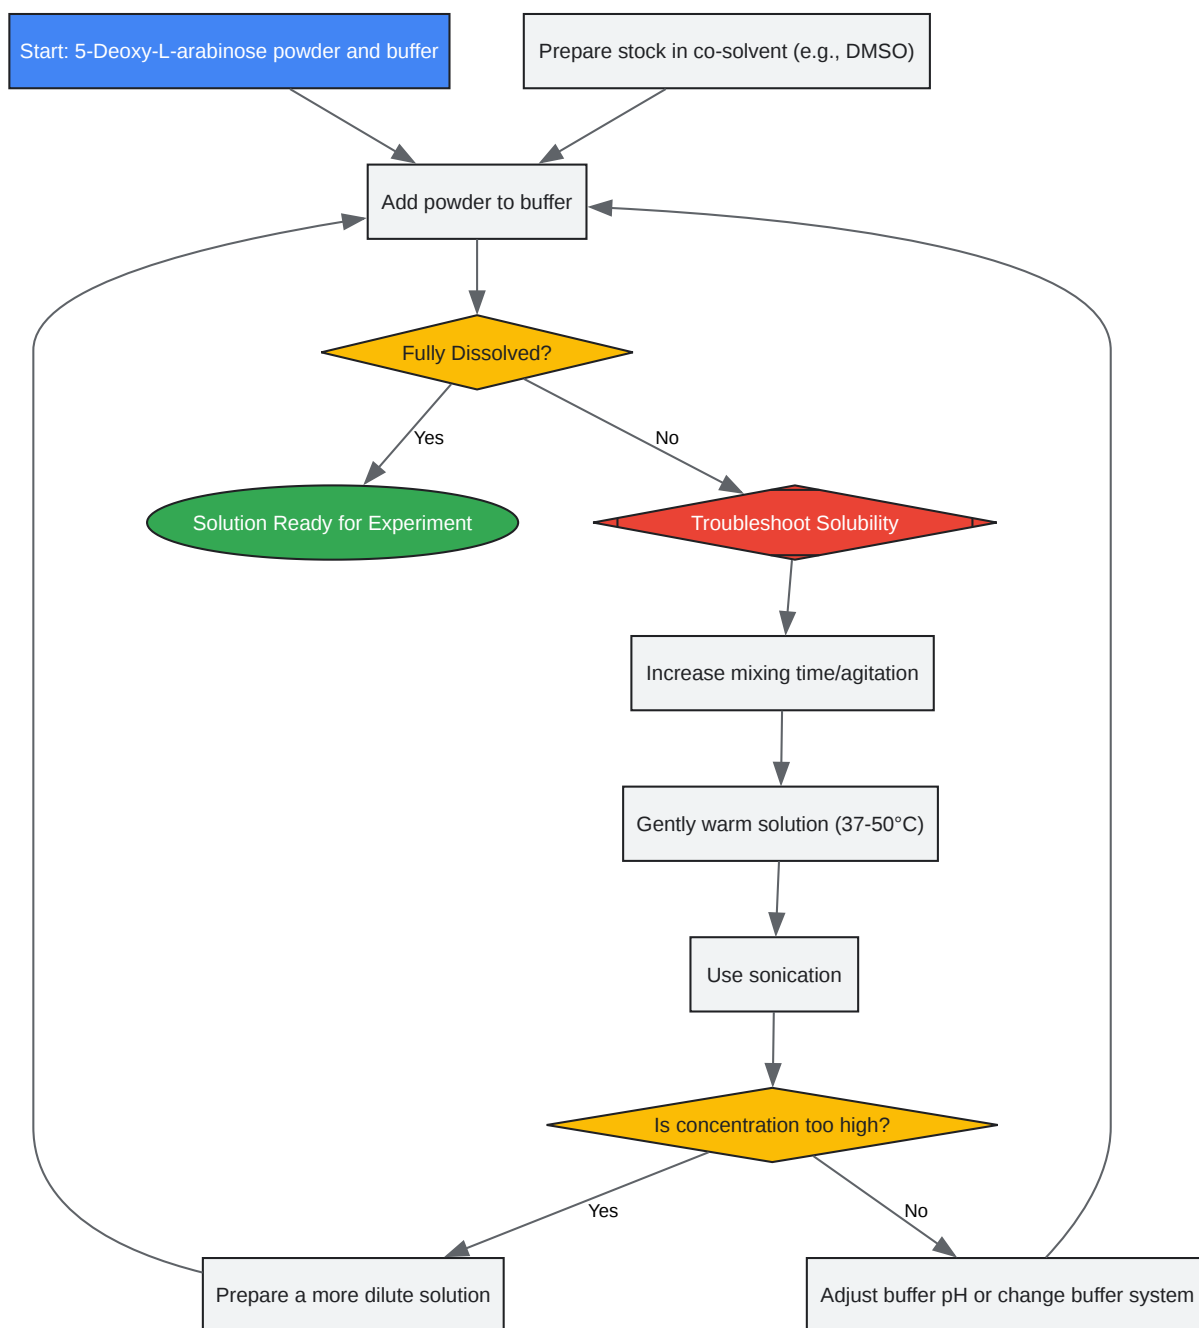 Start: 5-Deoxy-L-arabinose powder and buffer
Prepare stock in co-solvent (e.g., DMSO)
Add powder to buffer
Fully Dissolved?
Yes
No
Solution Ready for Experiment
Troubleshoot Solubility
Increase mixing time/agitation
Gently warm solution (37-50°C)
Use sonication
Is concentration too high?
Yes
No
Prepare a more dilute solution
Adjust buffer pH or change buffer system